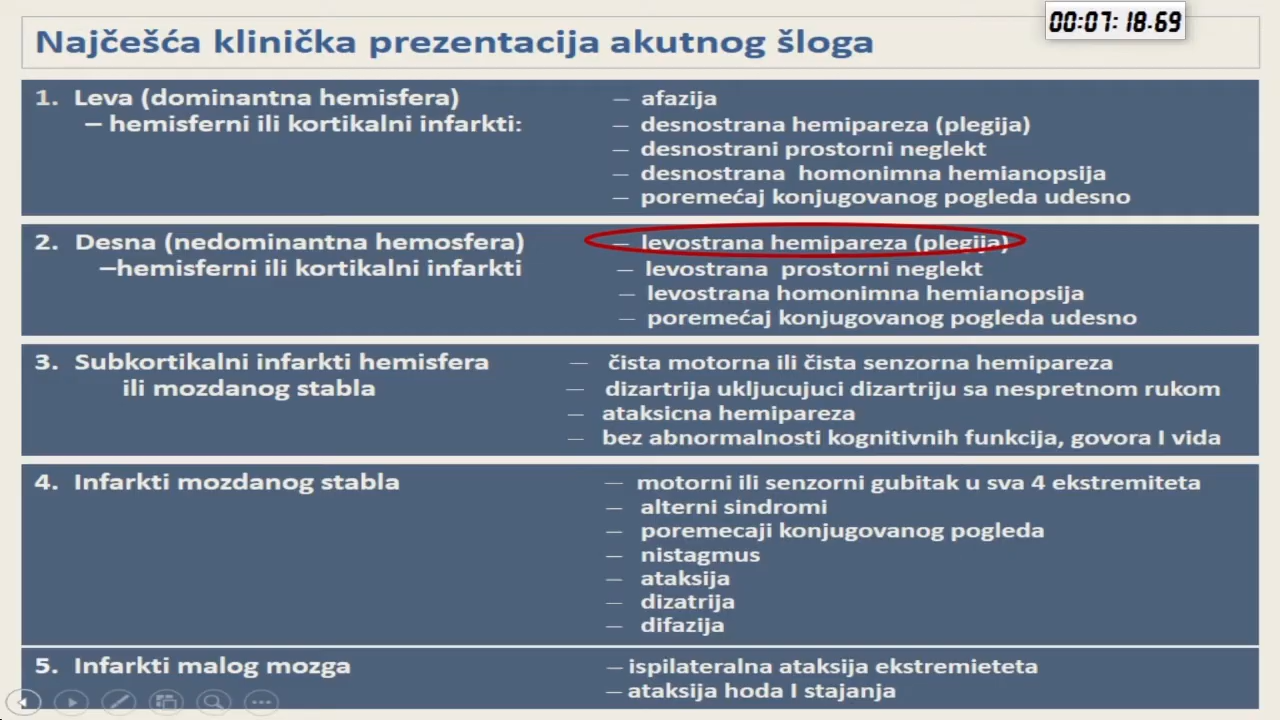 00:07:18.69
Najčešća klinička prezentacija akutnog šloga
1. Leva (dominantna hemisfera) – afazija
– hemisferni ili kortikalni infarkti: – desnostrana hemipareza (plegija)
– desnostrani prostorni neglekt
– desnostrana homonimna hemianopsija
– poremećaj konjugovanog pogleda udesno
2. Desna (nedominantna hemosfera) – levostrana hemipareza (plegija)
–hemisferni ili kortikalni infarkti – levostrana prostorni neglekt
– levostrana homonimna hemianopsija
– poremećaj konjugovanog pogleda udesno
3. Subkortikalni infarkti hemisfera — čista motorna ili čista senzorna hemipareza
ili mozdanog stabla — dizartrija ukljucujuci dizartriju sa nespretnom rukom
— ataksicna hemipareza
— bez abnormalnosti kognitivnih funkcija, govora I vida
4. Infarkti mozdanog stabla — motorni ili senzorni gubitak u sva 4 ekstremiteta
— alterni sindromi
— poremecaji konjugovanog pogleda
— nistagmus
— ataksija
— dizatrija
— difazija
5. Infarkti malog mozga – ispilateralna ataksija ekstremieteta
– ataksija hoda I stajanja